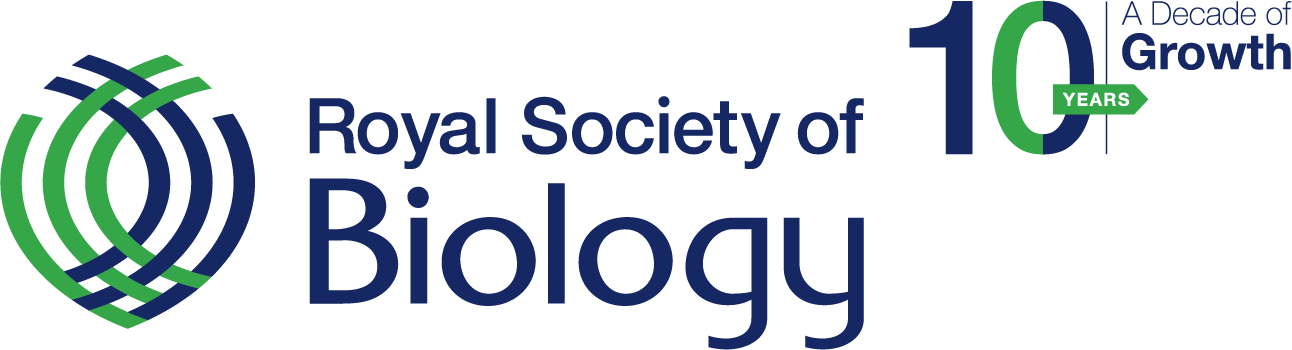 Royal Society of
Biology
10
YEARS
A Decade of
Growth